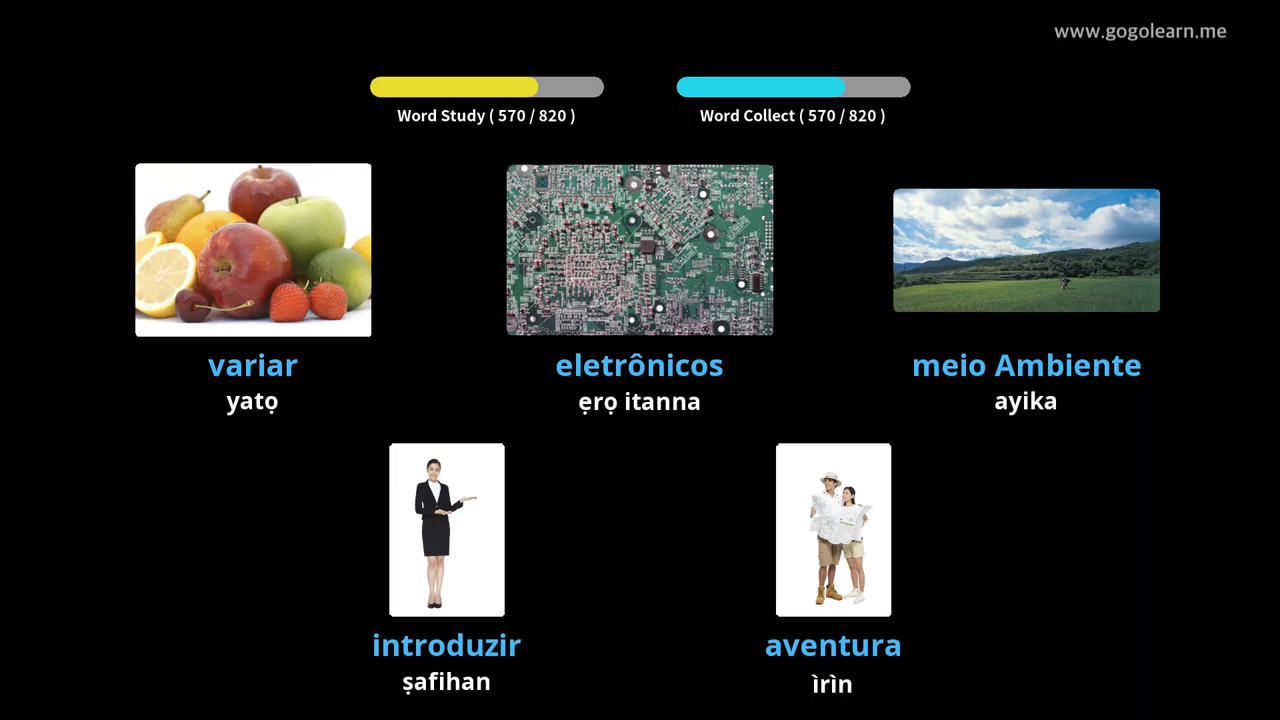 www.gogolearn.me
Word Study ( 570 / 820 )
Word Collect ( 570 / 820 )
variar
eletrônicos
meio Ambiente
yatọ
ẹrọ itanna
ayika
introduzir
aventura
ṣafihan
ìrìn